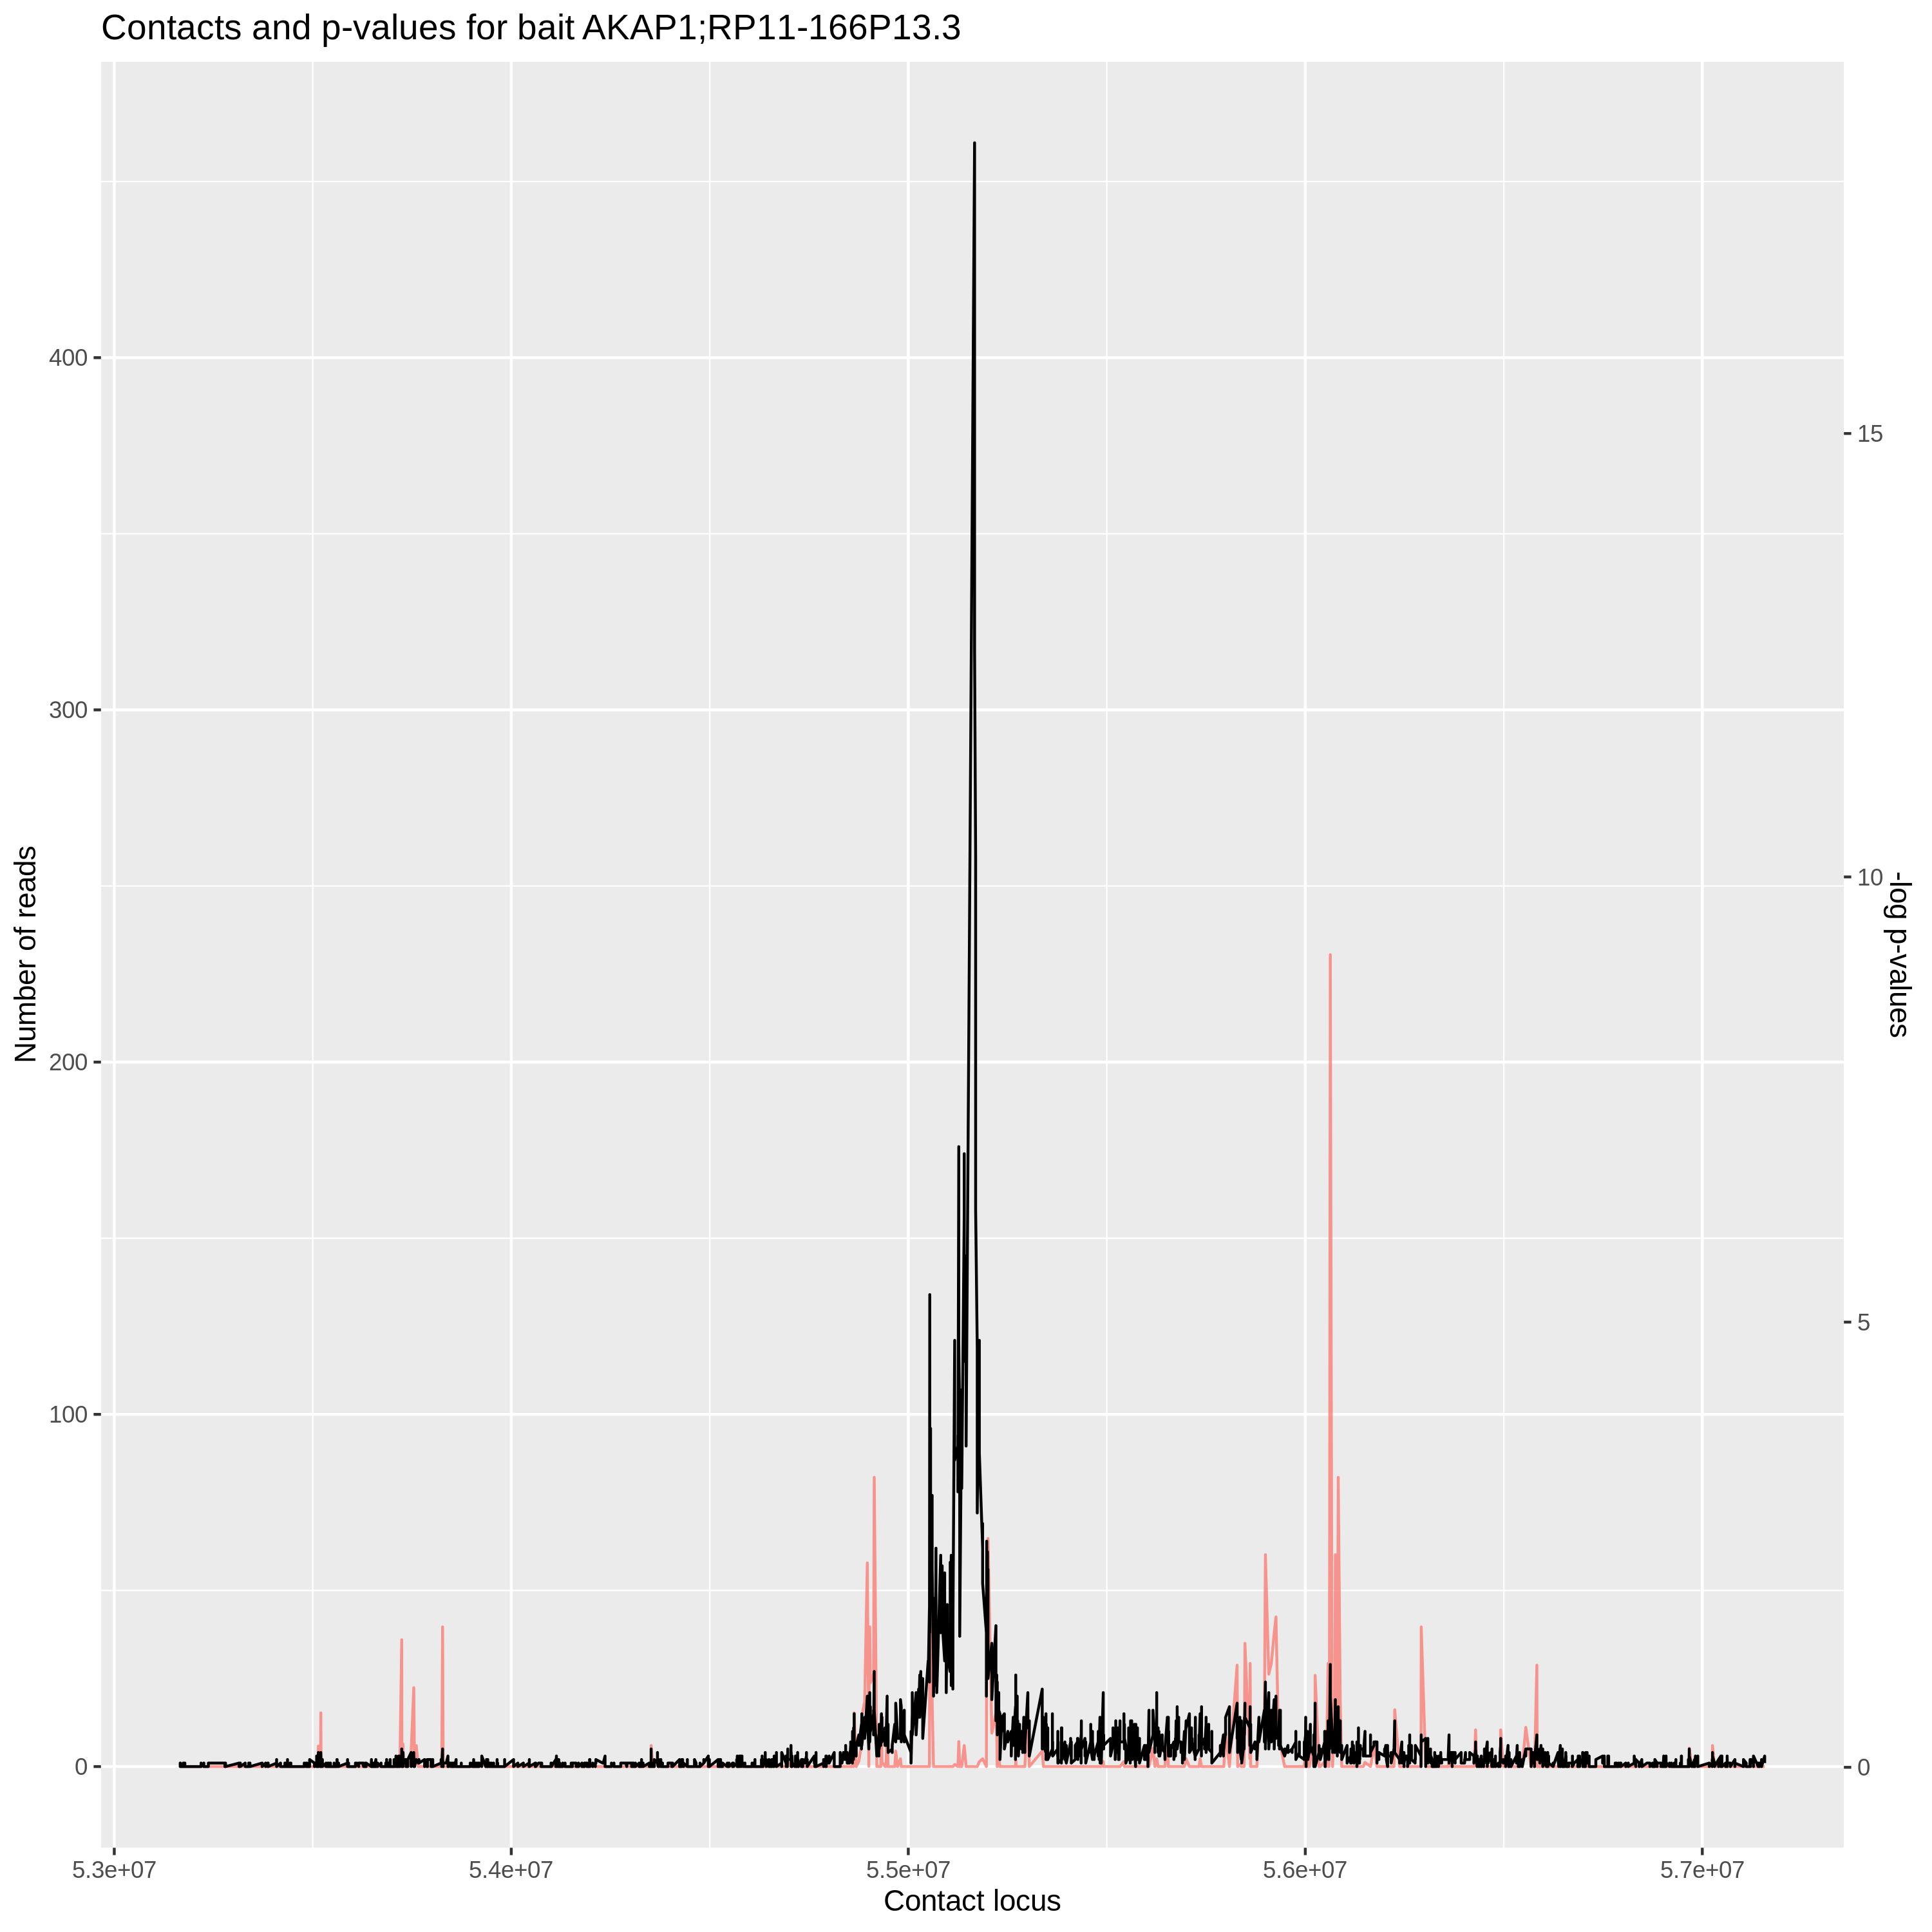 Contacts and p-values for bait AKAP1;RP11-166P13.3
Number of reads
400
300
200
100
0
15
10
5
0
-log p-values
5.3e+07 5.4e+07 5.5e+07 5.6e+07 5.7e+07
Contact locus